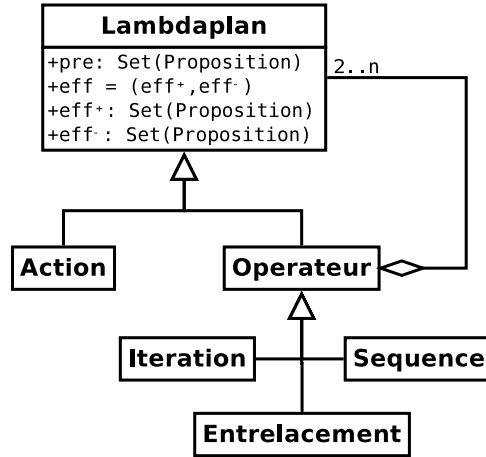 Lambdaplan
+pre: Set(Proposition)
+eff = (eff⁺,eff⁻)
+eff⁺: Set(Proposition)
+eff⁻: Set(Proposition)
2..n
Action
Operateur
Iteration
Sequence
Entrelacement